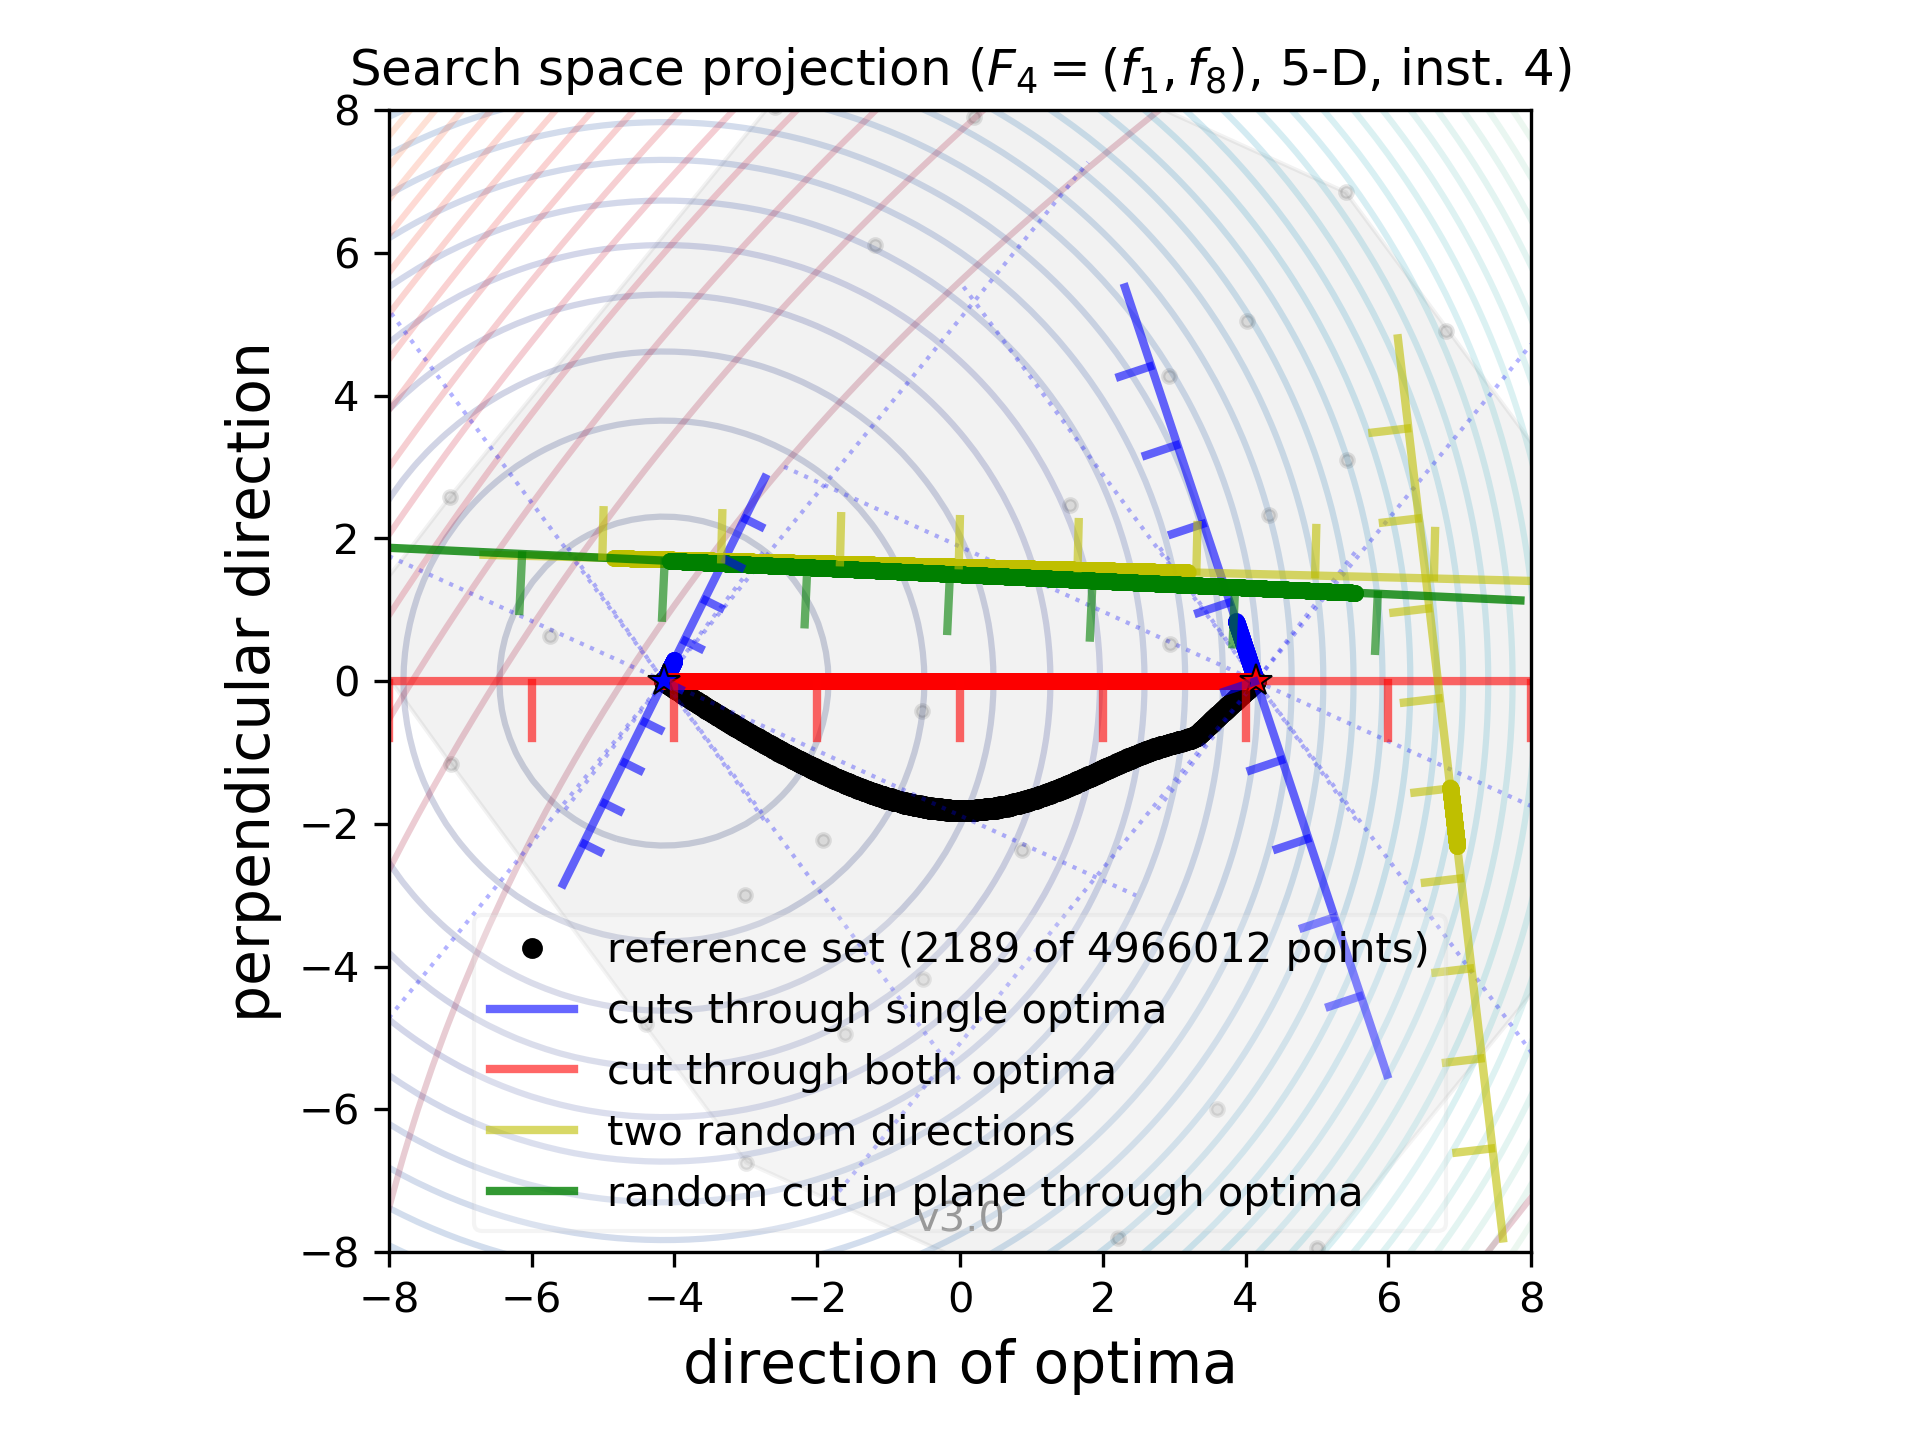 Search space projection (F4 = (f1, f8), 5-D, inst. 4)
perpendicular direction
8
6
4
2
0
−2
−4
−6
−8
reference set (2189 of 4966012 points)
cuts through single optima
cut through both optima
two random directions
random cut in plane through optima
v3.0
−8 −6 −4 −2 0 2 4 6 8
direction of optima